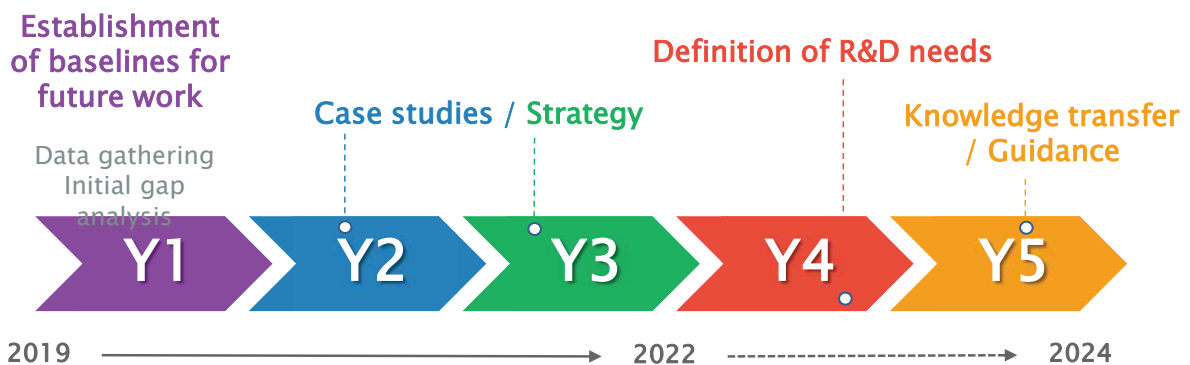 Establishment
of baselines for
future work
Data gathering
Initial gap
analysis
Case studies / Strategy
Definition of R&D needs
Knowledge transfer
/ Guidance
Y1
Y2
Y3
Y4
Y5
2019
2022
2024